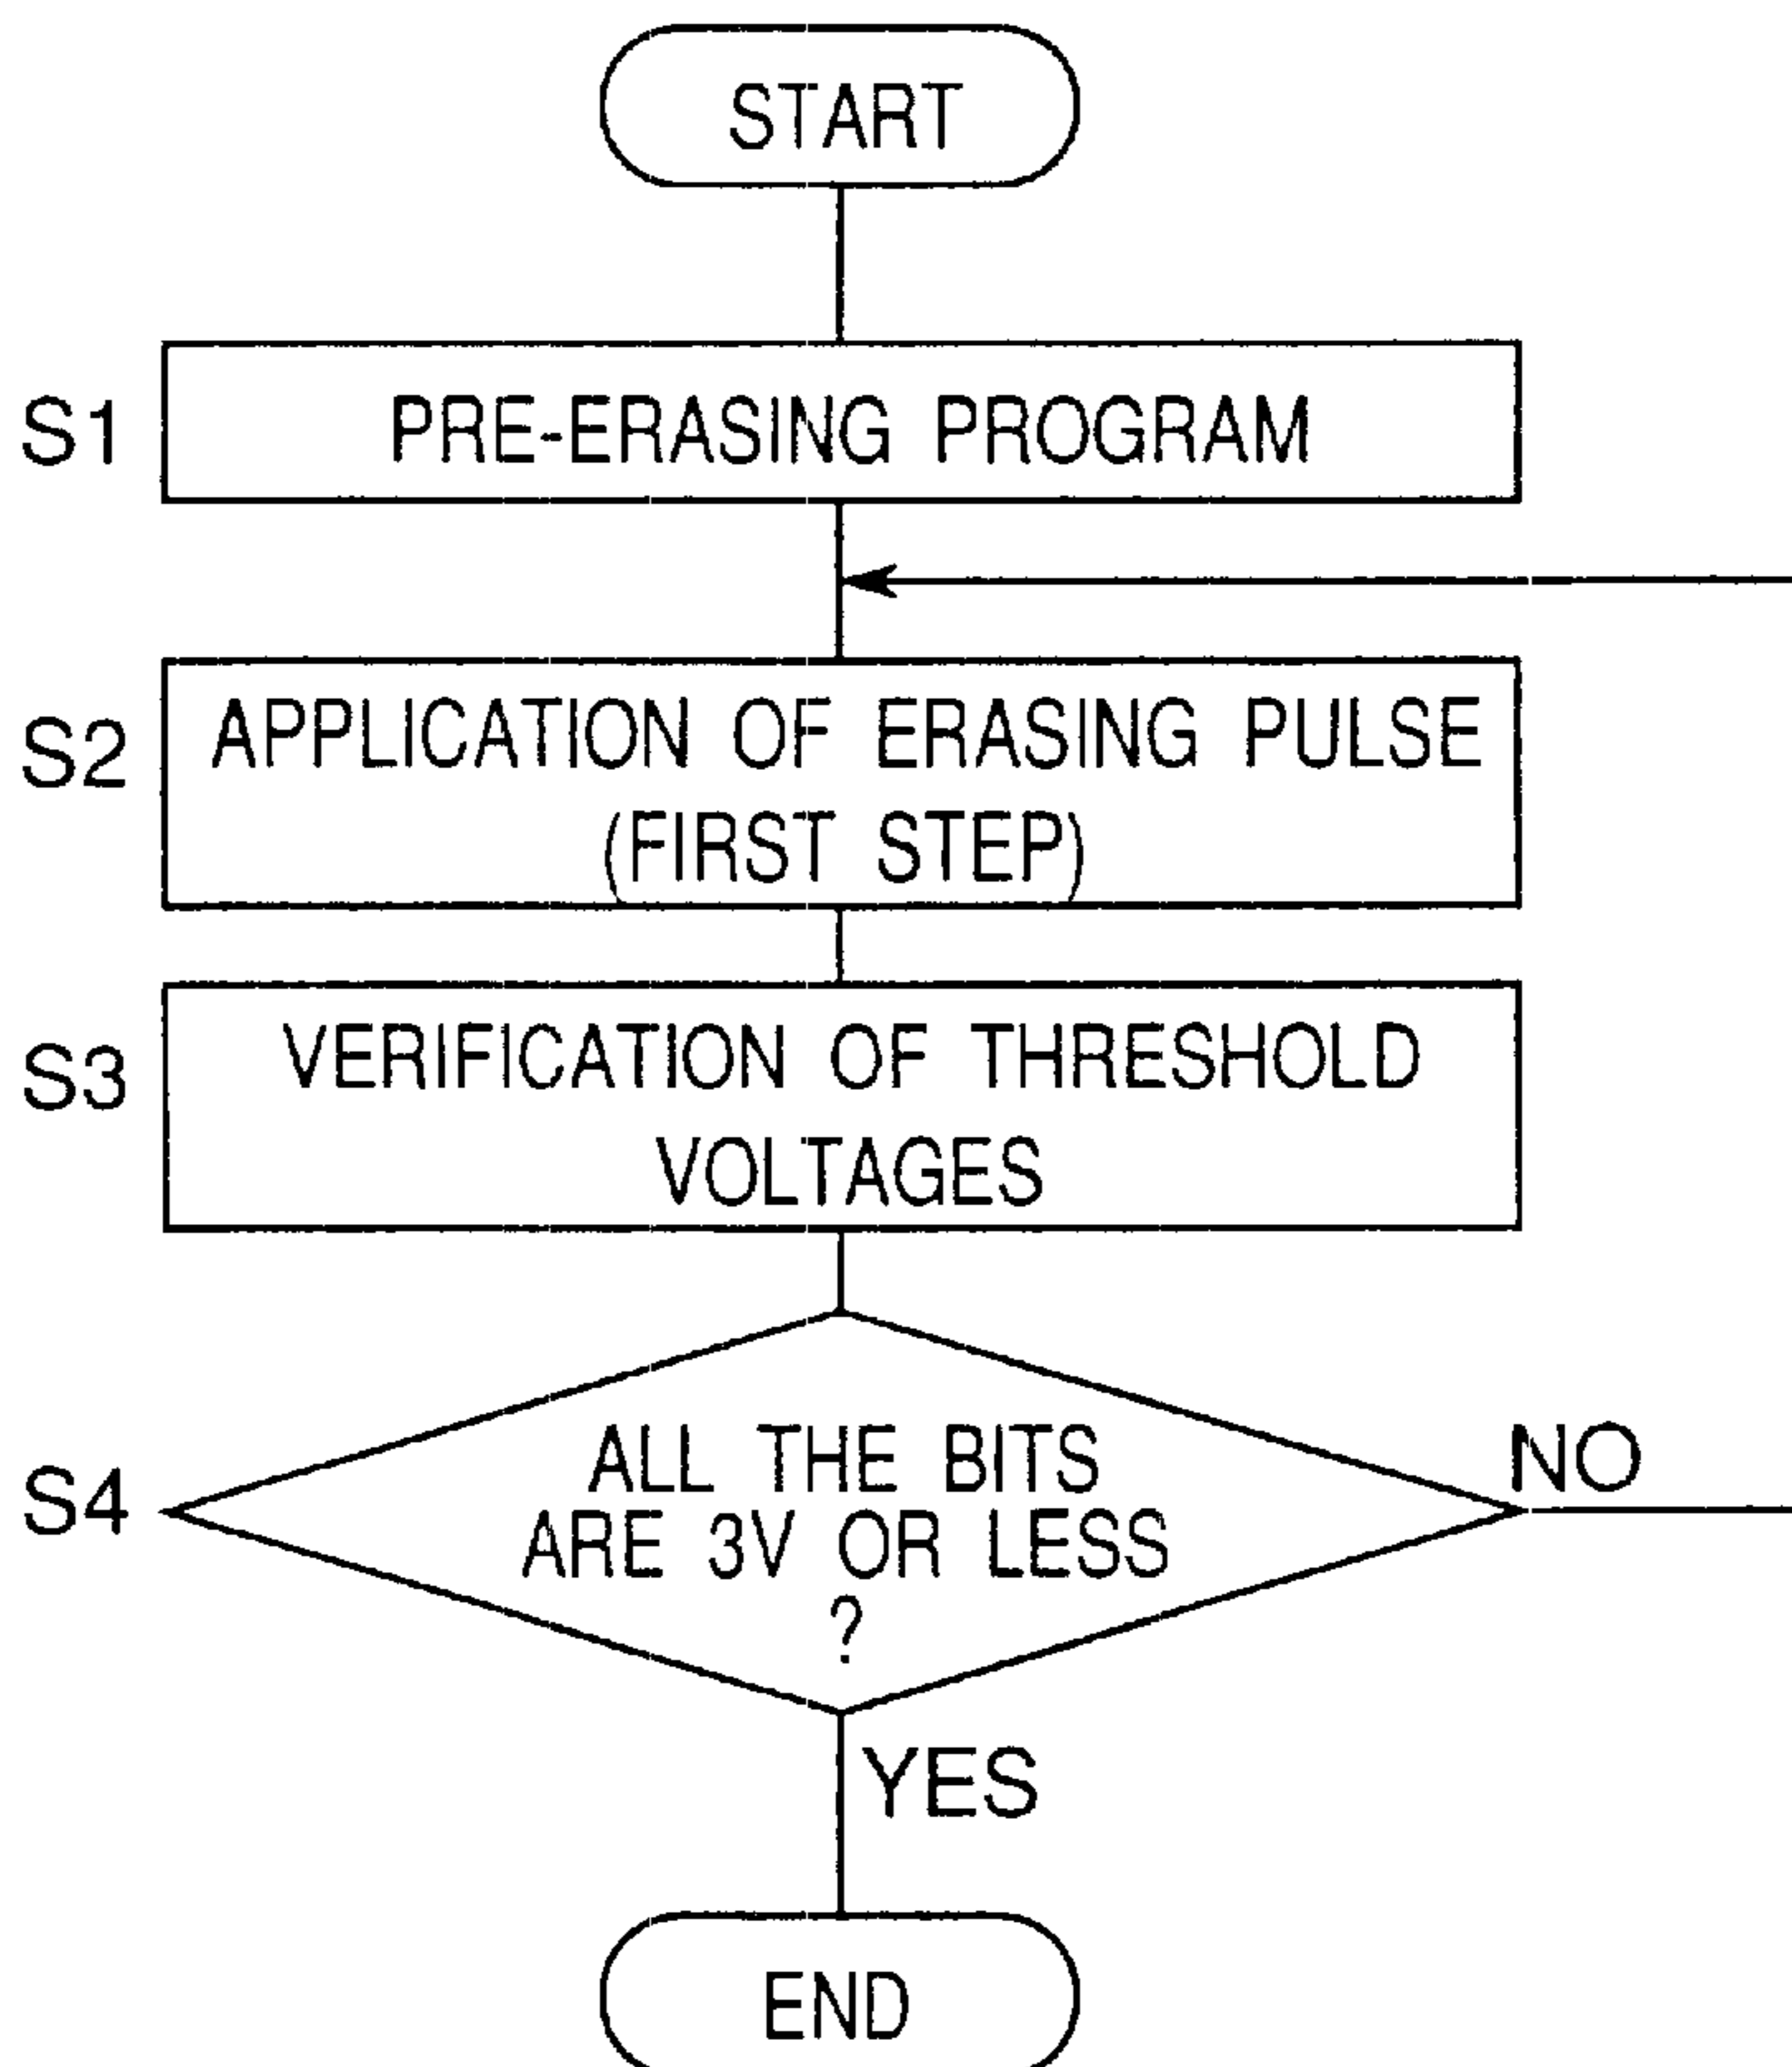 START
S1
PRE-ERASING PROGRAM
S2
APPLICATION OF ERASING PULSE
(FIRST STEP)
S3
VERIFICATION OF THRESHOLD
VOLTAGES
S4
ALL THE BITS
ARE 3V OR LESS
?
NO
YES
END